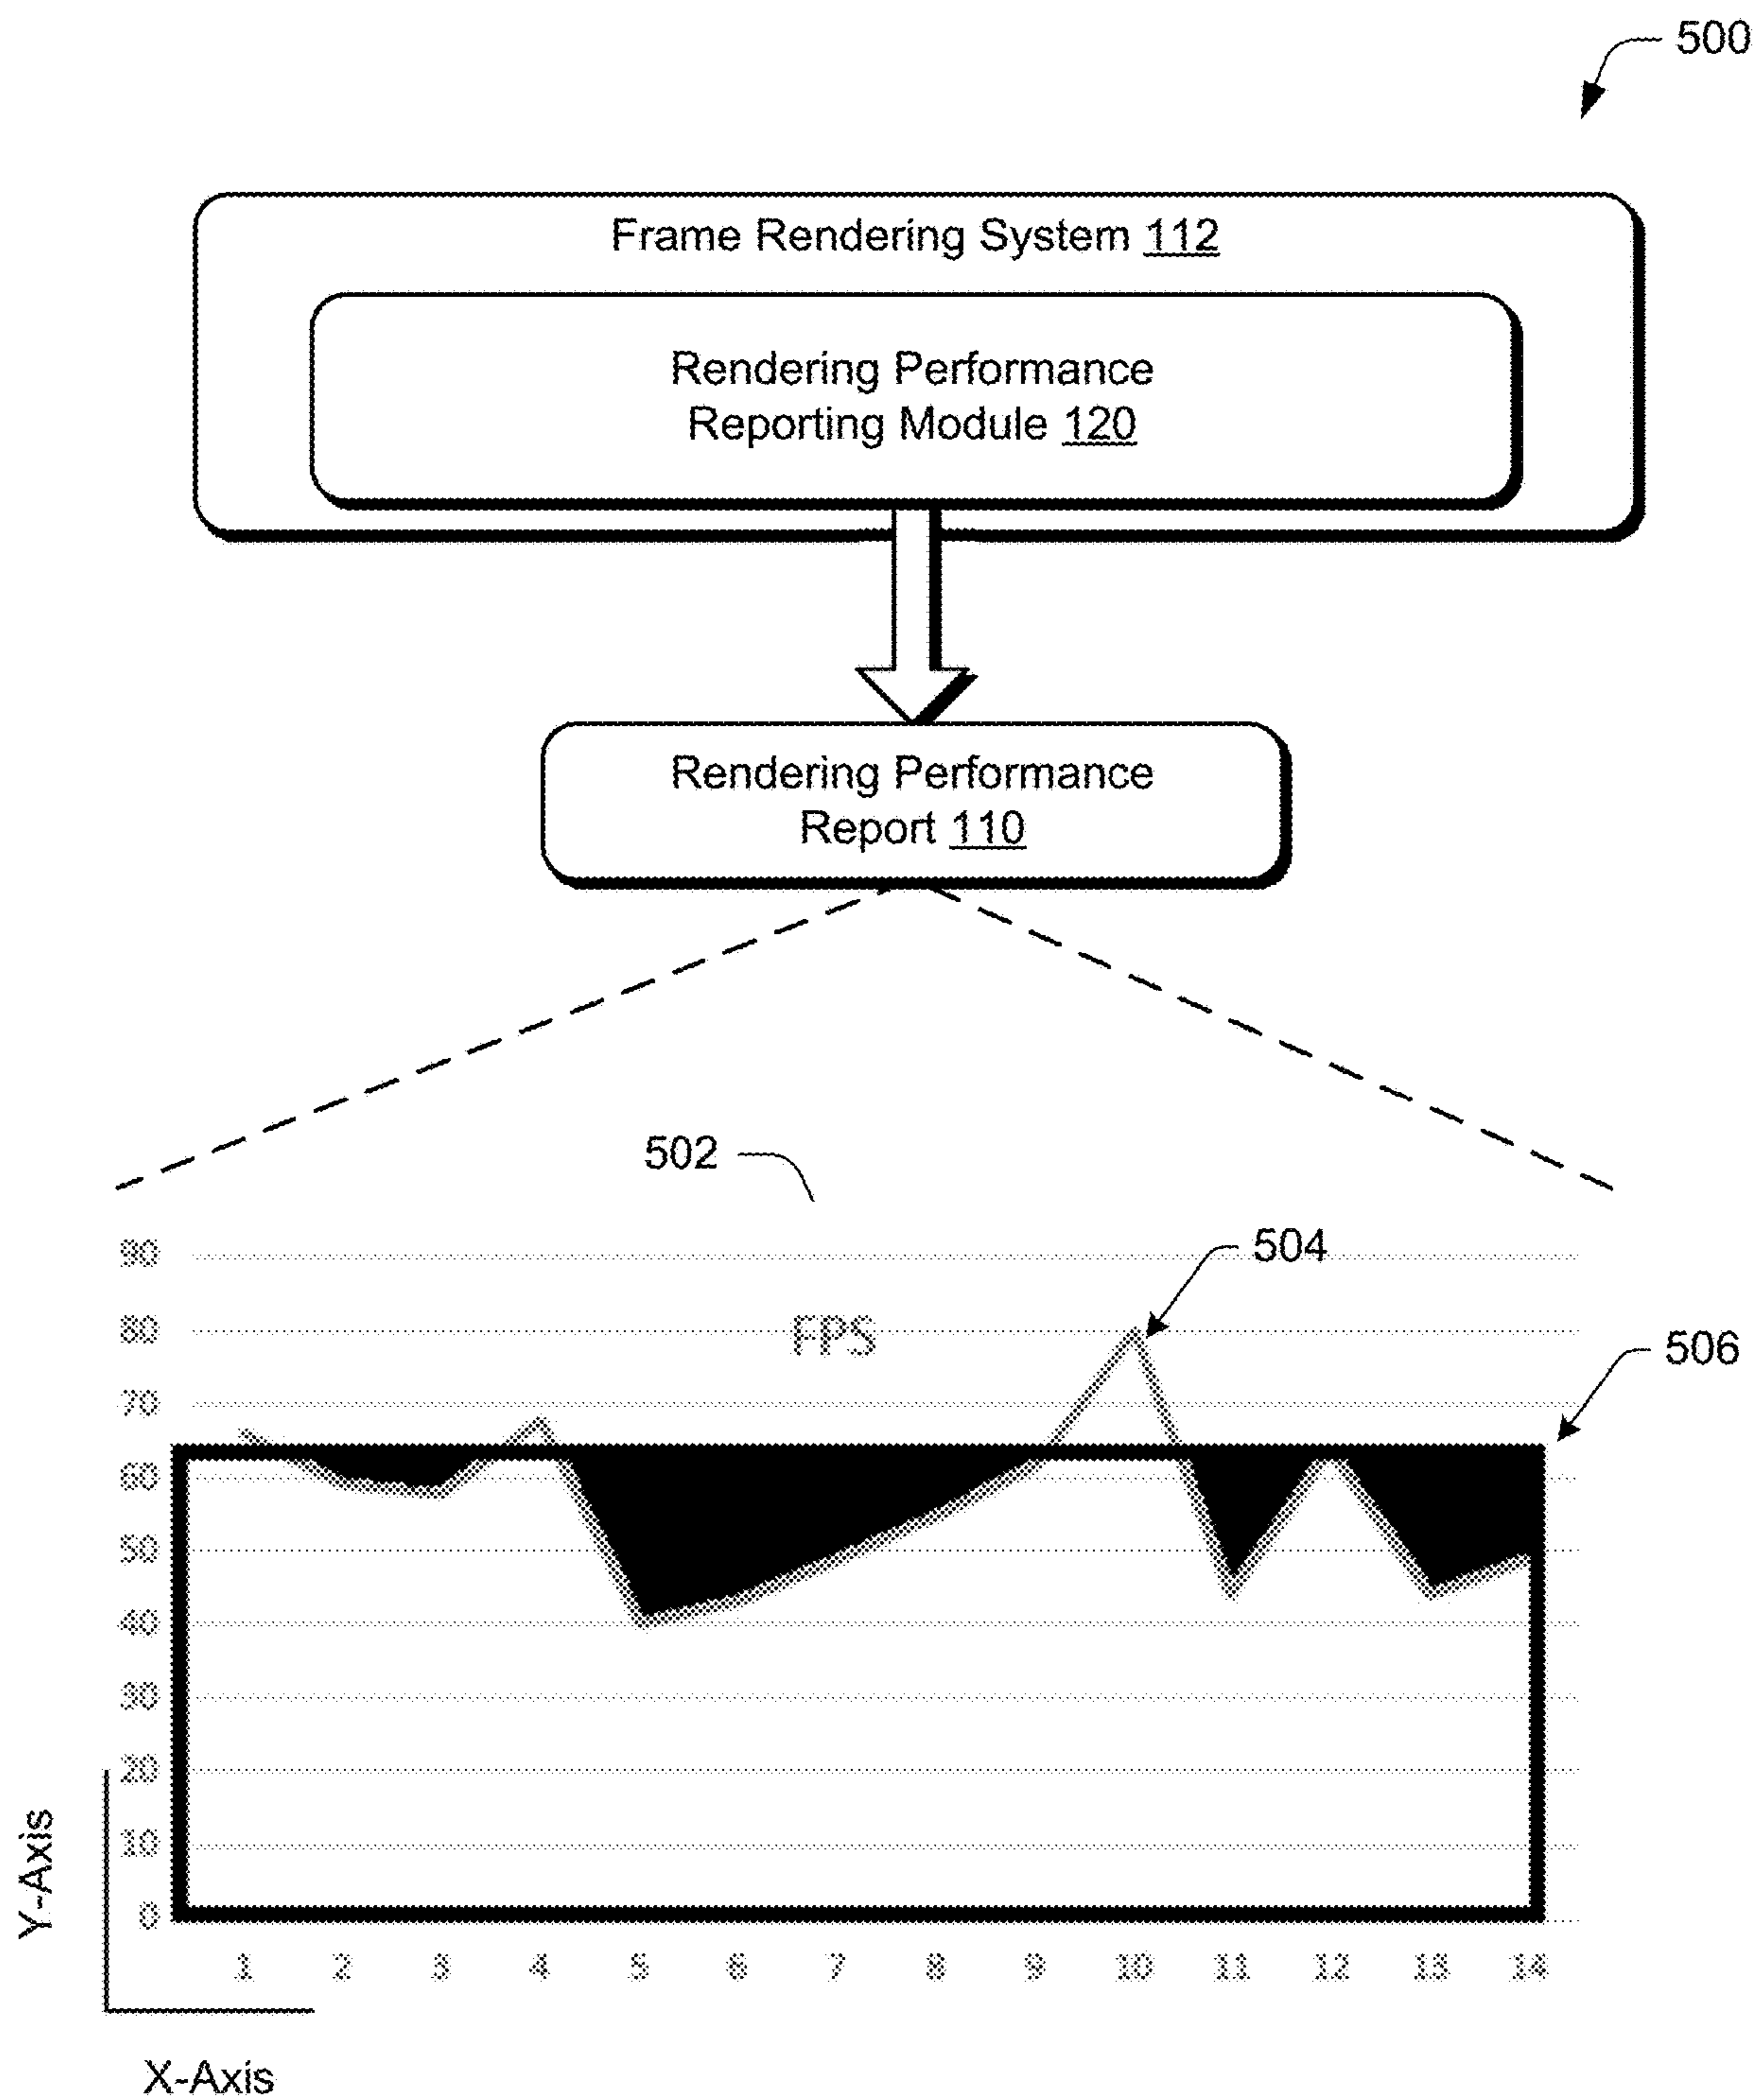 500
Frame Rendering System 112
Rendering Performance
Reporting Module 120
Rendering Performance
Report 110
502
504
506
FPS
90
80
70
60
50
40
30
20
10
0
1 2 3 4 5 6 7 8 9 10 11 12 13 14
Y-Axis
X-Axis